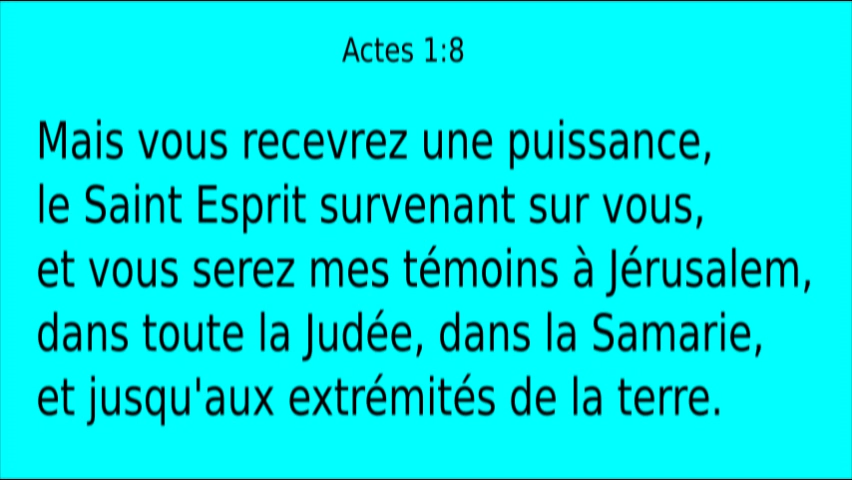 Actes 1:8
Mais vous recevrez une puissance,
le Saint Esprit survenant sur vous,
et vous serez mes témoins à Jérusalem,
dans toute la Judée, dans la Samarie,
et jusqu'aux extrémités de la terre.